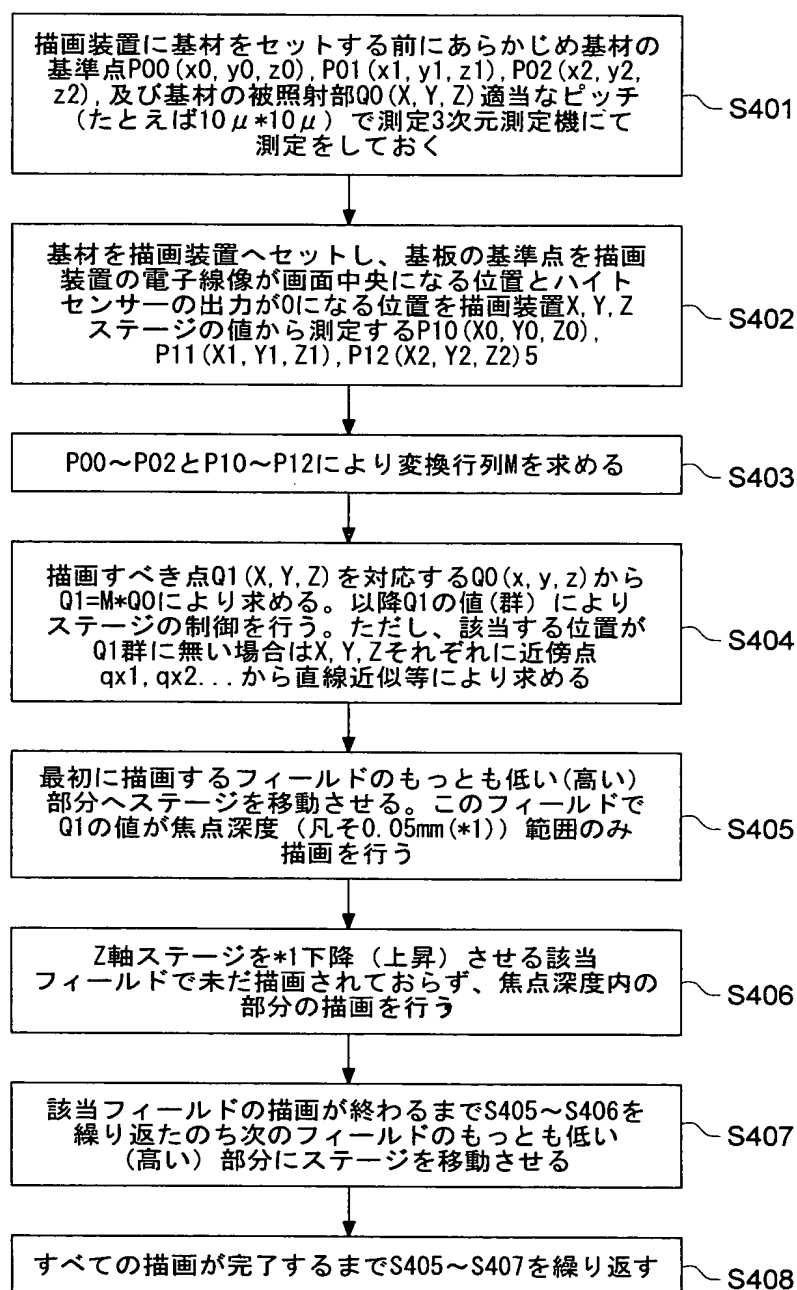 描画装置に基材をセットする前にあらかじめ基材の
基準点P00(x0,y0,z0),P01(x1,y1,z1),P02(x2,y2,
z2),及び基材の被照射部Q0(X,Y,Z)適当なピッチ
(たとえば10μ*10μ)で測定3次元測定機にて
測定をしておく
S401
基材を描画装置へセットし、基板の基準点を描画
装置の電子線像が画面中央になる位置とハイト
センサーの出力が0になる位置を描画装置X,Y,Z
ステージの値から測定するP10(X0,Y0,Z0),
P11(X1,Y1,Z1),P12(X2,Y2,Z2)5
S402
P00~P02とP10~P12により変換行列Mを求める
S403
描画すべき点Q1(X,Y,Z)を対応するQ0(x,y,z)から
Q1=M*Q0により求める。以降Q1の値(群)により
ステージの制御を行う。ただし、該当する位置が
Q1群に無い場合はX,Y,Zそれぞれに近傍点
qx1,qx2...から直線近似等により求める
S404
最初に描画するフィールドのもっとも低い(高い)
部分へステージを移動させる。このフィールドで
Q1の値が焦点深度(凡そ0.05mm(*1))範囲のみ
描画を行う
S405
Z軸ステージを*1下降(上昇)させる該当
フィールドで未だ描画されておらず、焦点深度内の
部分の描画を行う
S406
該当フィールドの描画が終わるまでS405~S406を
繰り返たのち次のフィールドのもっとも低い
(高い)部分にステージを移動させる
S407
すべての描画が完了するまでS405~S407を繰り返す
S408